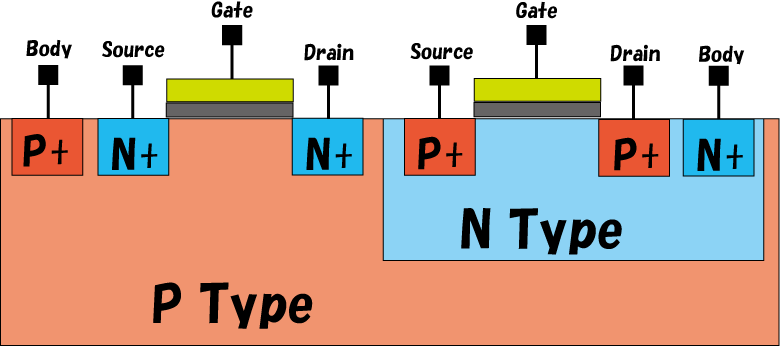 Gate
Gate
Body
Source
Drain
Source
Drain
Body
P+
N+
N+
P+
P+
N+
N Type
P Type